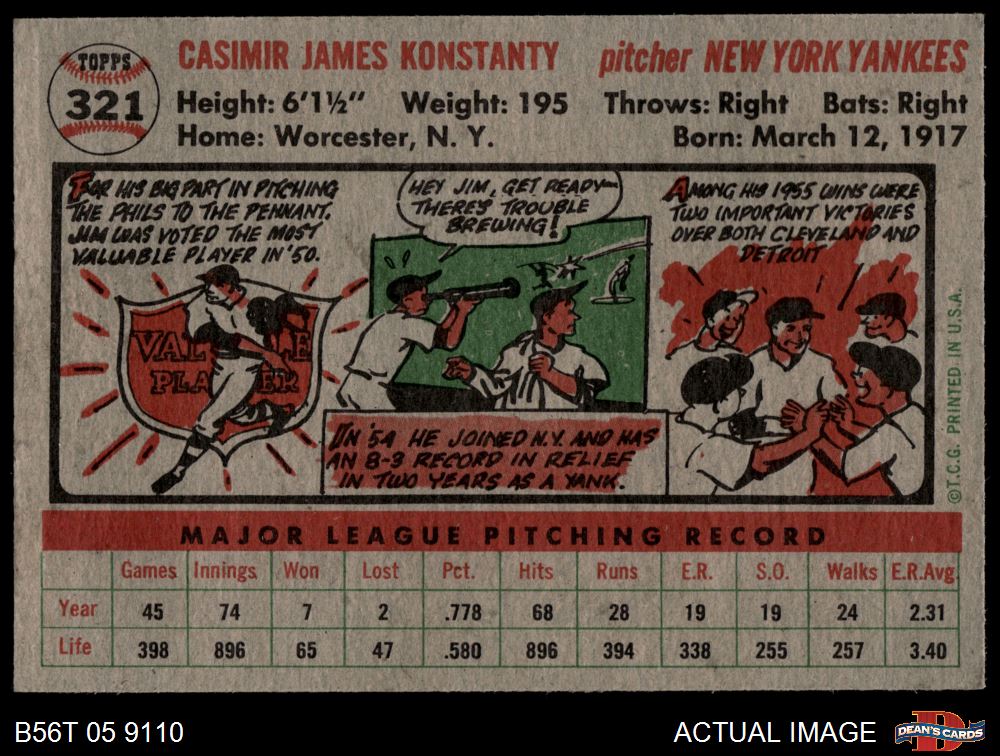 TOPPS
321
CASIMIR JAMES KONSTANTY pitcher NEW YORK YANKEES
Height: 6'1½" Weight: 195 Throws: Right Bats: Right
Home: Worcester, N. Y. Born: March 12, 1917
FOR HIS BIG PART IN PITCHING
THE PHILS TO THE PENNANT,
JIM WAS VOTED THE MOST
VALUABLE PLAYER IN '50.
VAL LE
PLA ER
HEY JIM, GET READY—
THERE'S TROUBLE
BREWING!
IN '54 HE JOINED N.Y. AND HAS
AN 8-3 RECORD IN RELIEF
IN TWO YEARS AS A YANK.
AMONG HIS 1955 WINS WERE
TWO IMPORTANT VICTORIES
OVER BOTH CLEVELAND AND
DETROIT
©T.C.G. PRINTED IN U.S.A.
MAJOR LEAGUE PITCHING RECORD
Games Innings Won Lost Pct. Hits Runs E.R. S.O. Walks E.R.Avg.
Year 45 74 7 2 .778 68 28 19 19 24 2.31
Life 398 896 65 47 .580 896 394 338 255 257 3.40
B56T 05 9110 ACTUAL IMAGE DEAN'S CARDS